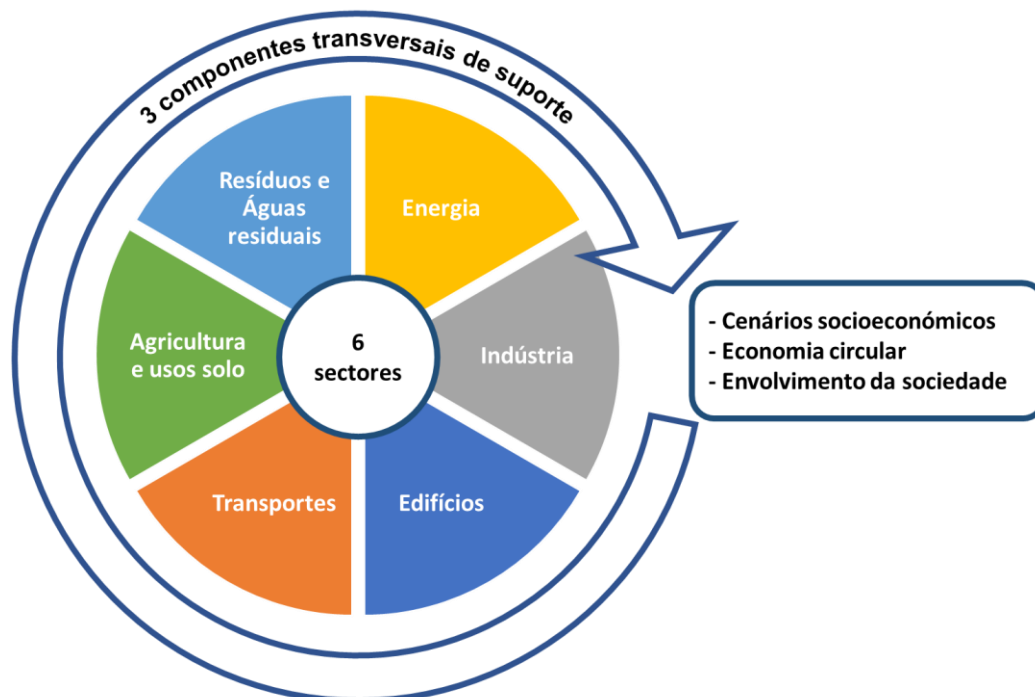 3 componentes transversais de suporte
Resíduos e
Águas
residuais
Energia
Agricultura
e usos solo
6
sectores
Indústria
Transportes
Edifícios
- Cenários socioeconómicos
- Economia circular
- Envolvimento da sociedade